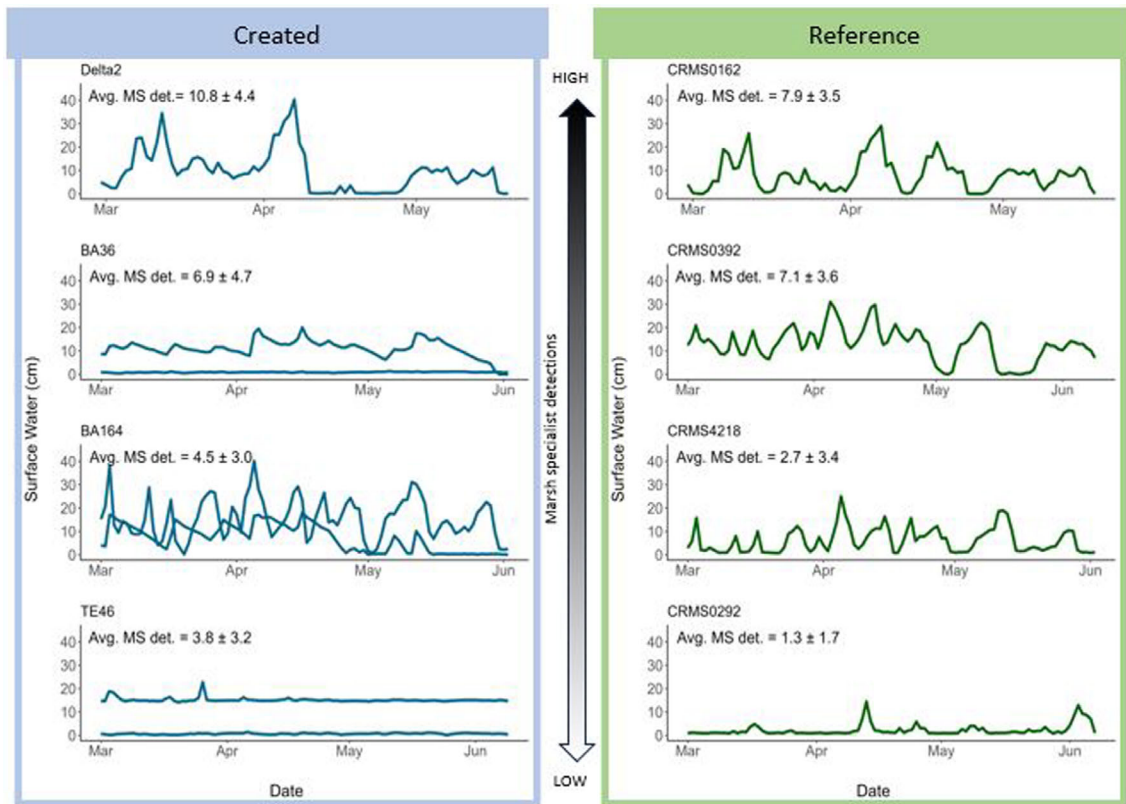 Created
Delta2
Avg. MS det.= 10.8 ± 4.4
40
30
20
10
0
Mar Apr May
BA36
Avg. MS det. = 6.9 ± 4.7
40
30
20
10
0
Mar Apr May Jun
BA164
Avg. MS det. = 4.5 ± 3.0
40
30
20
10
0
Mar Apr May Jun
TE46
Avg. MS det. = 3.8 ± 3.2
40
30
20
10
0
Mar Apr May Jun
Surface Water (cm)
Date
HIGH
Marsh specialist detections
LOW
Reference
CRMS0162
Avg. MS det. = 7.9 ± 3.5
40
30
20
10
0
Mar Apr May
CRMS0392
Avg. MS det. = 7.1 ± 3.6
40
30
20
10
0
Mar Apr May Jun
CRMS4218
Avg. MS det. = 2.7 ± 3.4
40
30
20
10
0
Mar Apr May Jun
CRMS0292
Avg. MS det. = 1.3 ± 1.7
40
30
20
10
0
Mar Apr May Jun
Surface Water (cm)
Date